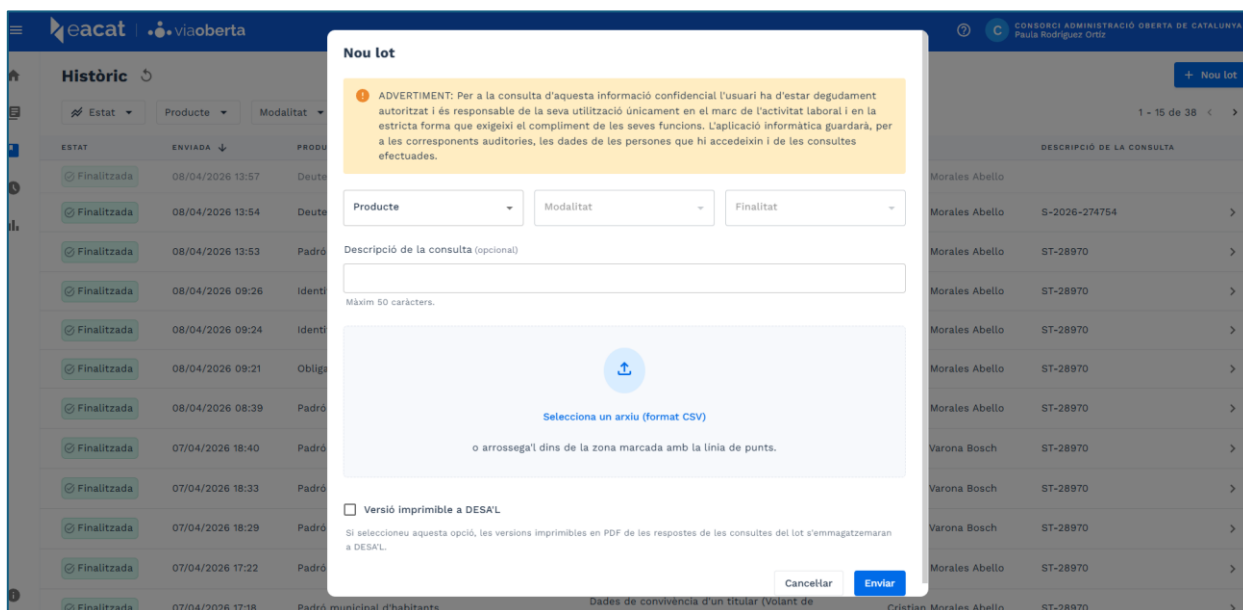 eacat | viaoberta
CONSORCI ADMINISTRACIÓ OBERTA DE CATALUNYA
C Paula Rodríguez Ortiz
Històric
+ Nou lot
Estat Producte Modalitat
1 - 15 de 38
ESTAT ENVIADA PRODU DESCRIPCIÓ DE LA CONSULTA
Finalitzada 08/04/2026 13:57 Deute Morales Abello
Finalitzada 08/04/2026 13:54 Deute Morales Abello S-2026-274754
Finalitzada 08/04/2026 13:53 Padró Morales Abello ST-28970
Finalitzada 08/04/2026 09:26 Identi Morales Abello ST-28970
Finalitzada 08/04/2026 09:24 Identi Morales Abello ST-28970
Finalitzada 08/04/2026 09:21 Obliga Morales Abello ST-28970
Finalitzada 08/04/2026 08:39 Padró Morales Abello ST-28970
Finalitzada 07/04/2026 18:40 Padró Varona Bosch ST-28970
Finalitzada 07/04/2026 18:33 Padró Varona Bosch ST-28970
Finalitzada 07/04/2026 18:29 Padró Varona Bosch ST-28970
Finalitzada 07/04/2026 17:22 Padró Morales Abello ST-28970
Finalitzada 07/04/2026 17:18 Padró municipal d'habitants Dades de convivència d'un titular (Volant de Cristian Morales Abello ST-28970
Nou lot
ADVERTIMENT: Per a la consulta d'aquesta informació confidencial l'usuari ha d'estar degudament
autoritzat i és responsable de la seva utilització únicament en el marc de l'activitat laboral i en la
estricta forma que exigeixi el compliment de les seves funcions. L'aplicació informàtica guardarà, per
a les corresponents auditories, les dades de les persones que hi accedeixin i de les consultes
efectuades.
Producte Modalitat Finalitat
Descripció de la consulta (opcional)
Màxim 50 caràcters.
Selecciona un arxiu (format CSV)
o arrossega'l dins de la zona marcada amb la línia de punts.
Versió imprimible a DESA'L
Si seleccioneu aquesta opció, les versions imprimibles en PDF de les respostes de les consultes del lot s'emmagatzemaran
a DESA'L.
Cancel·lar Enviar